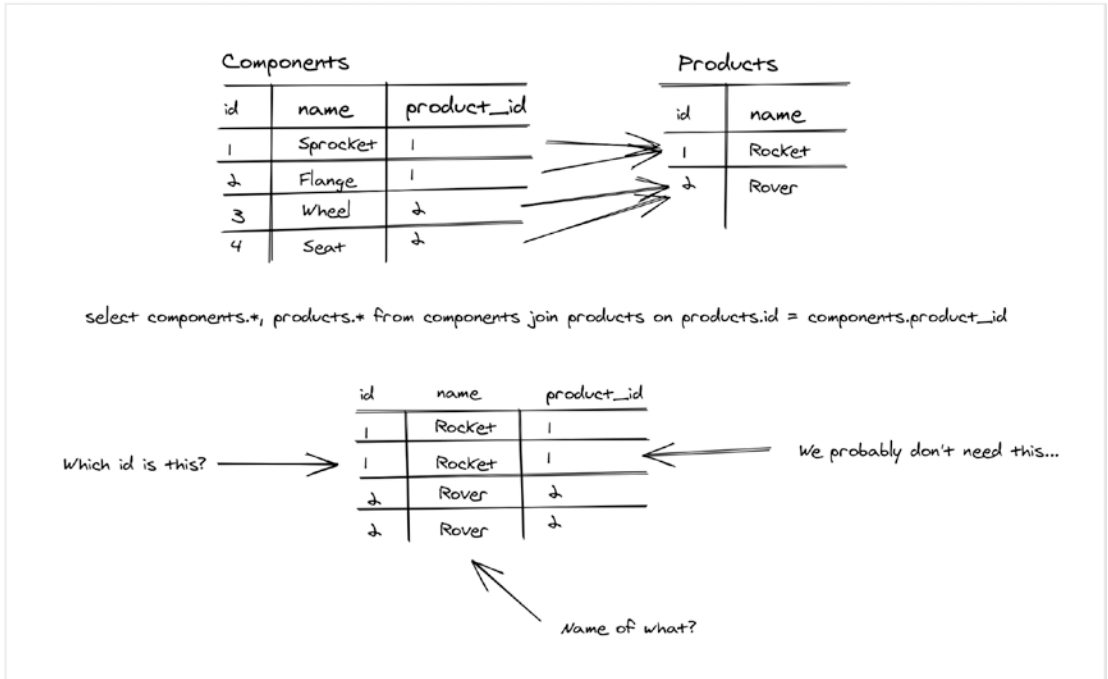 Components
id name product_id
1 Sprocket 1
2 Flange 1
3 Wheel 2
4 Seat 2
Products
id name
1 Rocket
2 Rover
select components.*, products.* from components join products on products.id = components.product_id
id name product_id
1 Rocket 1
1 Rocket 1
2 Rover 2
2 Rover 2
Which id is this?
We probably don't need this...
Name of what?